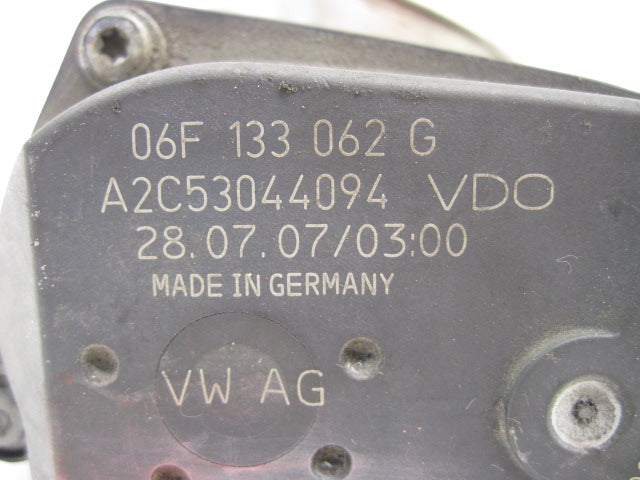 06F 133 062 G
A2C53044094 VDO
28.07.07/03:00
MADE IN GERMANY
VW AG